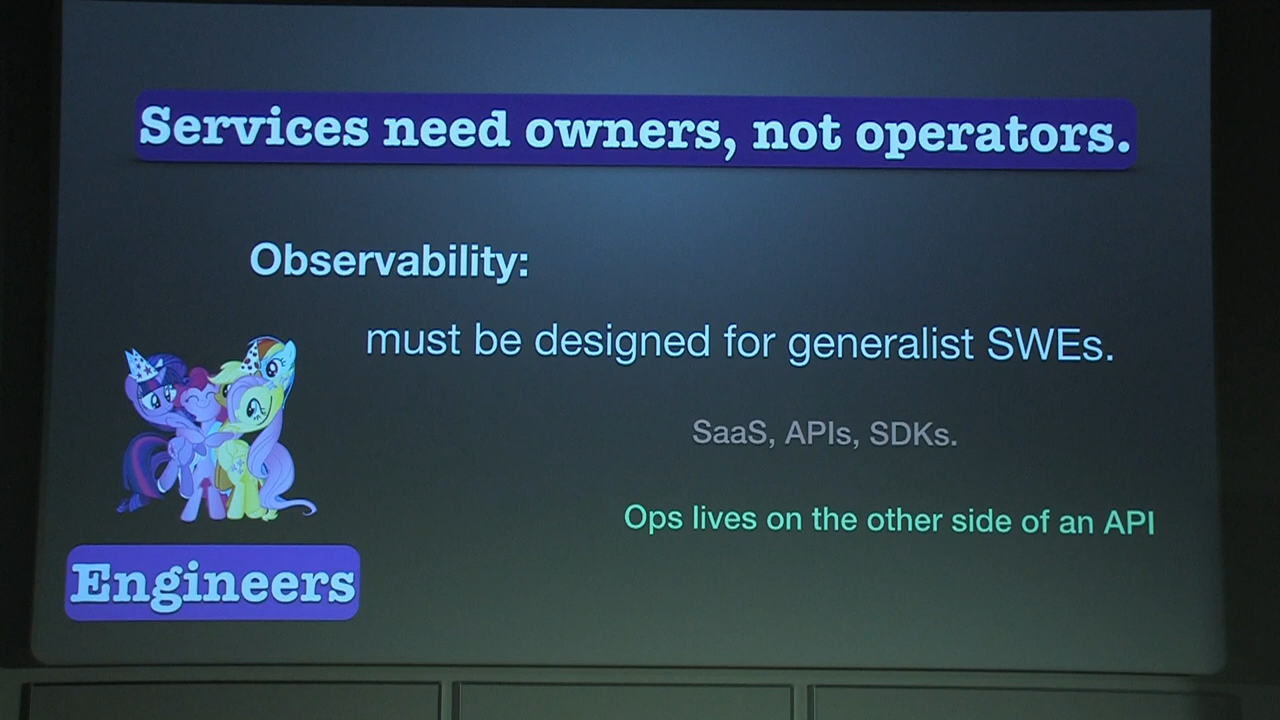 Services need owners, not operators.
Observability:
must be designed for generalist SWEs.
SaaS, APIs, SDKs.
Ops lives on the other side of an API
Engineers